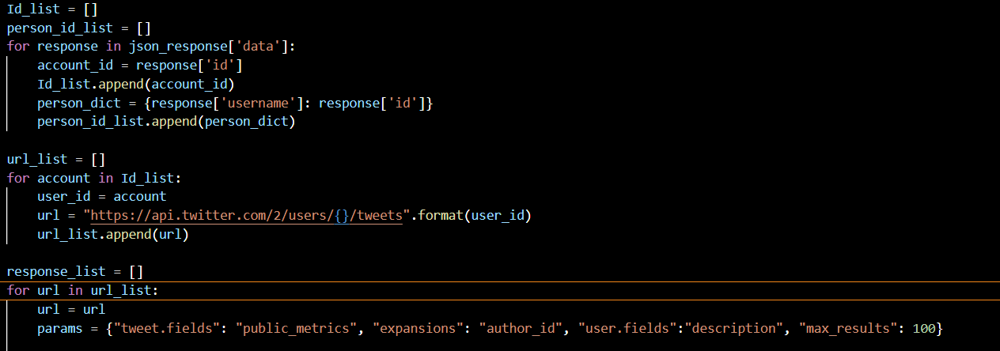 Id_list = []
person_id_list = []
for response in json_response['data']:
    account_id = response['id']
    Id_list.append(account_id)
    person_dict = {response['username']: response['id']}
    person_id_list.append(person_dict)
url_list = []
for account in Id_list:
    user_id = account
    url = "https://api.twitter.com/2/users/{}/tweets".format(user_id)
    url_list.append(url)
response_list = []
for url in url_list:
    url = url
    params = {"tweet.fields": "public_metrics", "expansions": "author_id", "user.fields":"description", "max_results": 100}